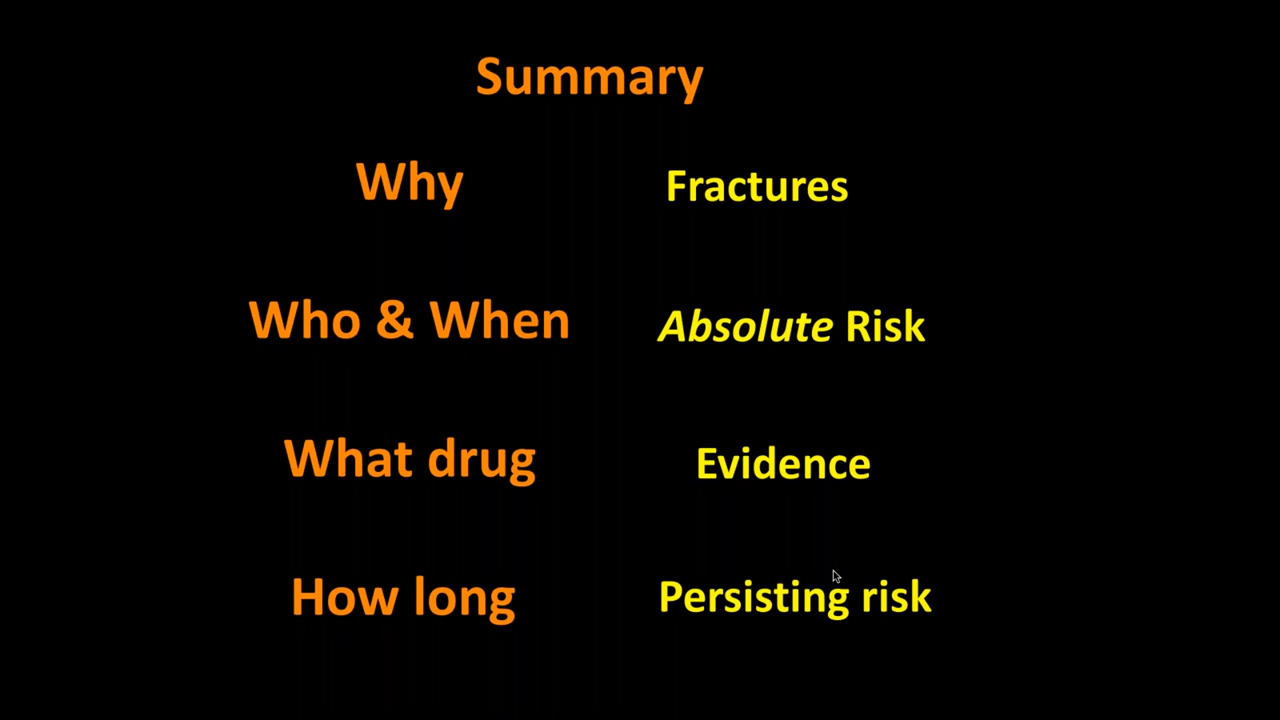 Summary
Why Fractures
Who & When Absolute Risk
What drug Evidence
How long Persisting risk